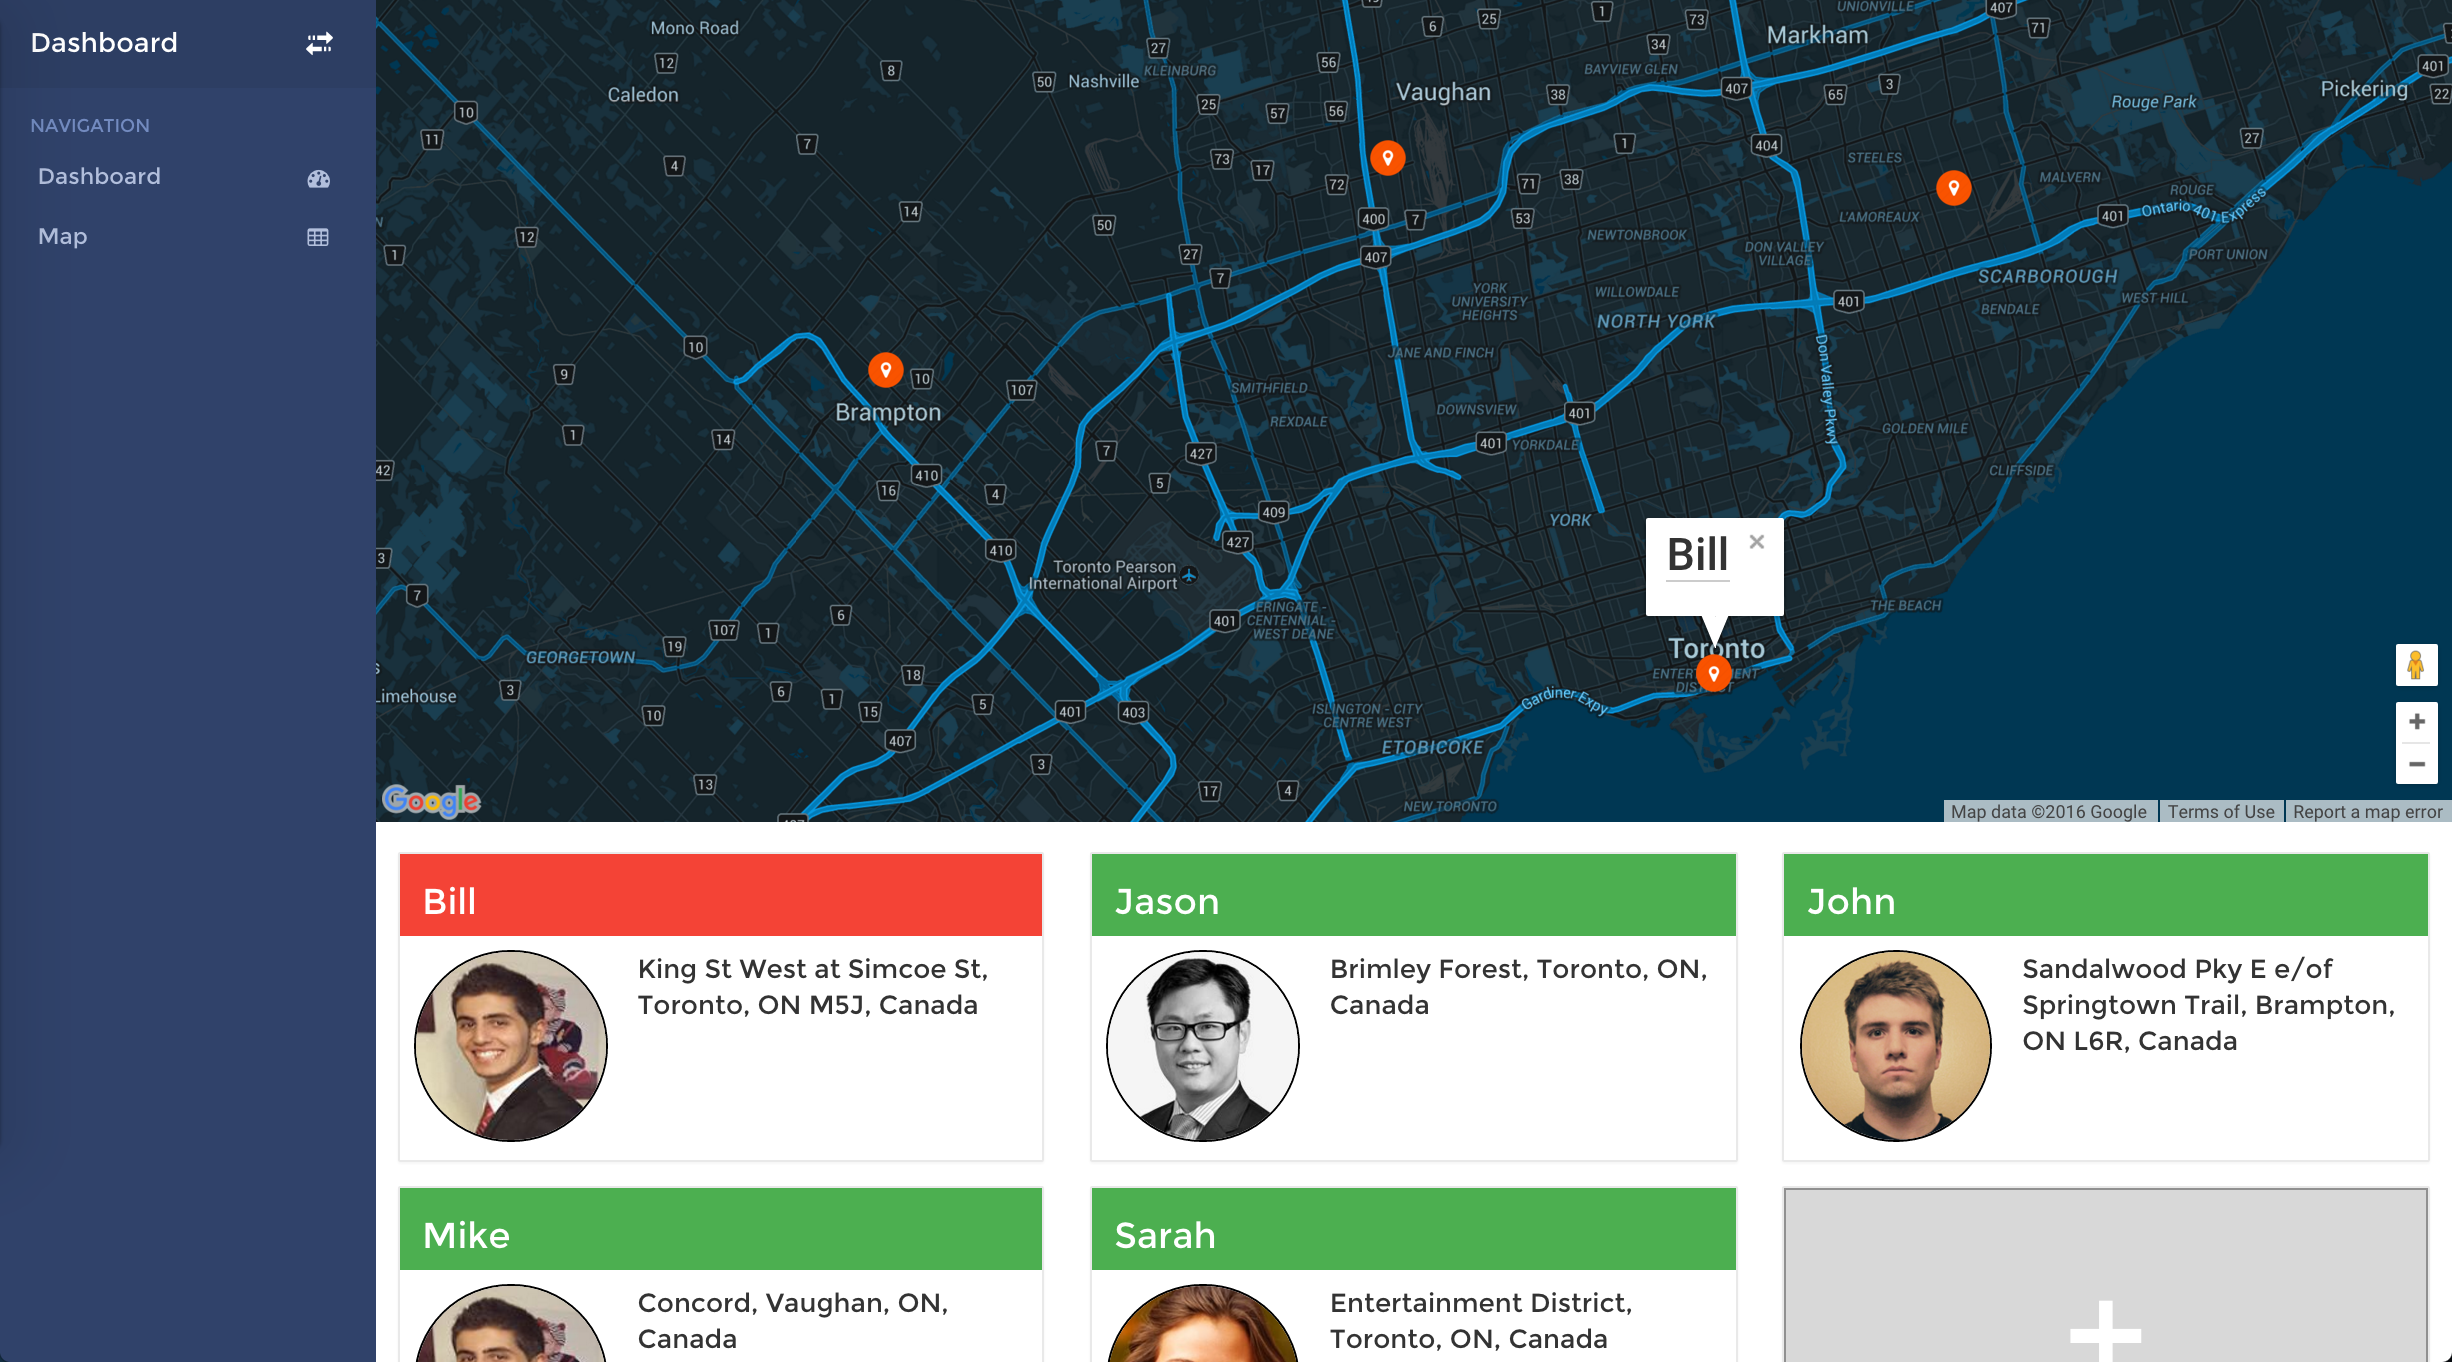 Dashboard
NAVIGATION
Dashboard
Map
Mono Road
Caledon
Nashville
KLEINBURG
Vaughan
UNIONVILLE
Markham
BAYVIEW GLEN
Rouge Park
Pickering
STEELES
MALVERN
ROUGE
L'AMOREAUX
Ontario 401 Express
NEWTONBROOK
DON VALLEY
VILLAGE
PORT UNION
SCARBOROUGH
WEST HILL
BENDALE
YORK
UNIVERSITY
HEIGHTS
WILLOWDALE
NORTH YORK
JANE AND FINCH
Don Valley Pkwy
SMITHFIELD
REXDALE
DOWNSVIEW
YORKDALE
GOLDEN MILE
CLIFFSIDE
Brampton
YORK
Toronto Pearson
International Airport
ERINGATE -
CENTENNIAL -
WEST DEANE
THE BEACH
Bill
Toronto
GEORGETOWN
Limehouse
ISLINGTON - CITY
CENTRE WEST
Gardiner Expy
ETOBICOKE
NEW TORONTO
Google
Map data ©2016 Google
Terms of Use
Report a map error
Bill
King St West at Simcoe St,
Toronto, ON M5J, Canada
Jason
Brimley Forest, Toronto, ON,
Canada
John
Sandalwood Pky E e/of
Springtown Trail, Brampton,
ON L6R, Canada
Mike
Concord, Vaughan, ON,
Canada
Sarah
Entertainment District,
Toronto, ON, Canada